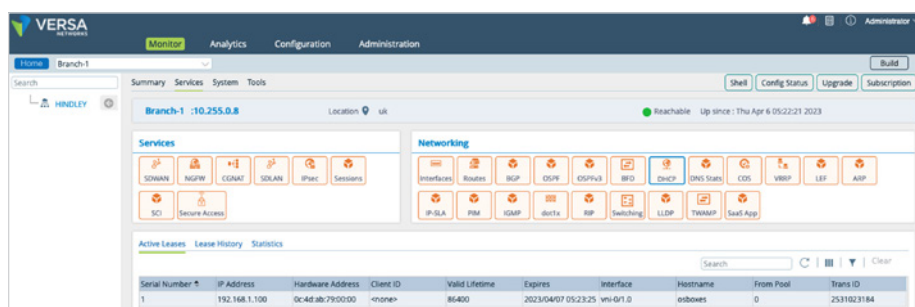 VERSA
NETWORKS
Administrator
Monitor Analytics Configuration Administration
Home Branch-1 Build
Search Summary Services System Tools Shell Config Status Upgrade Subscription
HINDLEY
Branch-1 :10.255.0.8 Location uk Reachable Up since : Thu Apr 6 05:22:21 2023
Services Networking
SDWAN NGFW CGNAT SDLAN IPsec Sessions Interfaces Routes BGP OSPF OSPFv3 BFD DHCP DNS Stats COS VRRP LEF ARP
SCI Secure Access IP-SLA PIM IGMP dot1x RIP Switching LLDP TWAMP SaaS App
Active Leases Lease History Statistics
Search Clear
Serial Number IP Address Hardware Address Client ID Valid Lifetime Expires Interface Hostname From Pool Trans ID
1 192.168.1.100 0c:4d:ab:79:00:00 <none> 86400 2023/04/07 05:23:25 vni-0/1.0 osboxes 0 2531023184